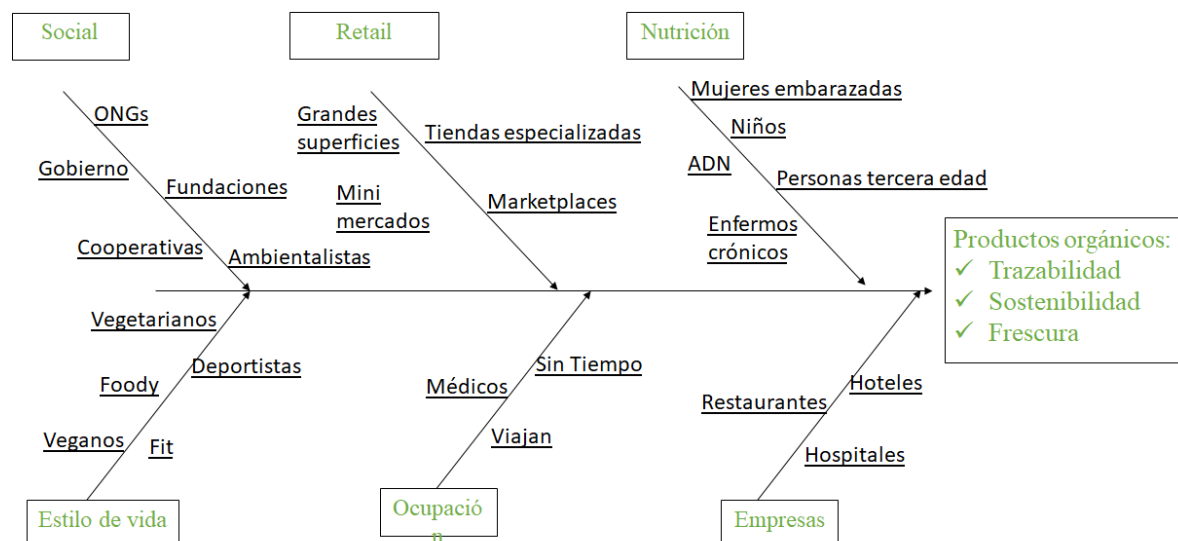 Social
Retail
Nutrición
ONGs
Gobierno
Fundaciones
Cooperativas
Ambientalistas
Grandes
superficies
Tiendas especializadas
Mini
mercados
Marketplaces
Mujeres embarazadas
Niños
ADN
Personas tercera edad
Enfermos
crónicos
Productos orgánicos:
✓ Trazabilidad
✓ Sostenibilidad
✓ Frescura
Vegetarianos
Deportistas
Foody
Veganos
Fit
Sin Tiempo
Médicos
Viajan
Hoteles
Restaurantes
Hospitales
Estilo de vida
Ocupació
n
Empresas